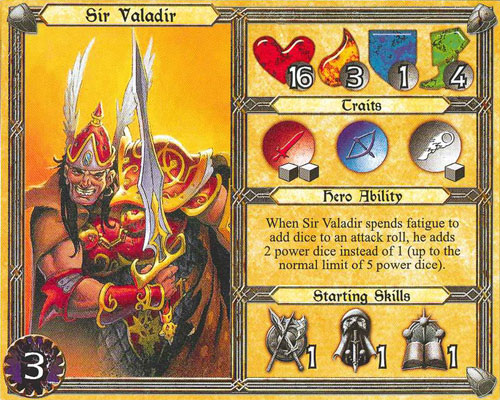 Sir Valadir
16
3
1
4
Traits
Hero Ability
When Sir Valadir spends fatigue to
add dice to an attack roll, he adds
2 power dice instead of 1 (up to the
normal limit of 5 power dice).
Starting Skills
1
1
1
3